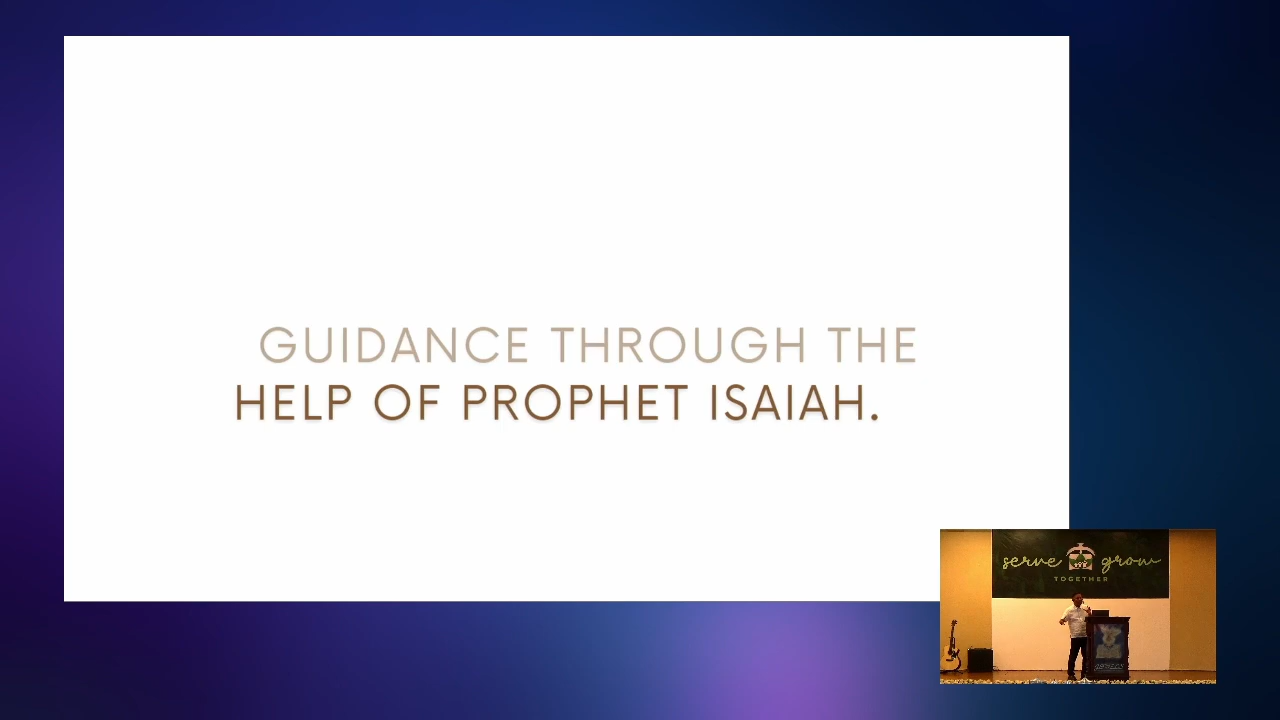 GUIDANCE THROUGH THE
HELP OF PROPHET ISAIAH.
serve grow
TOGETHER